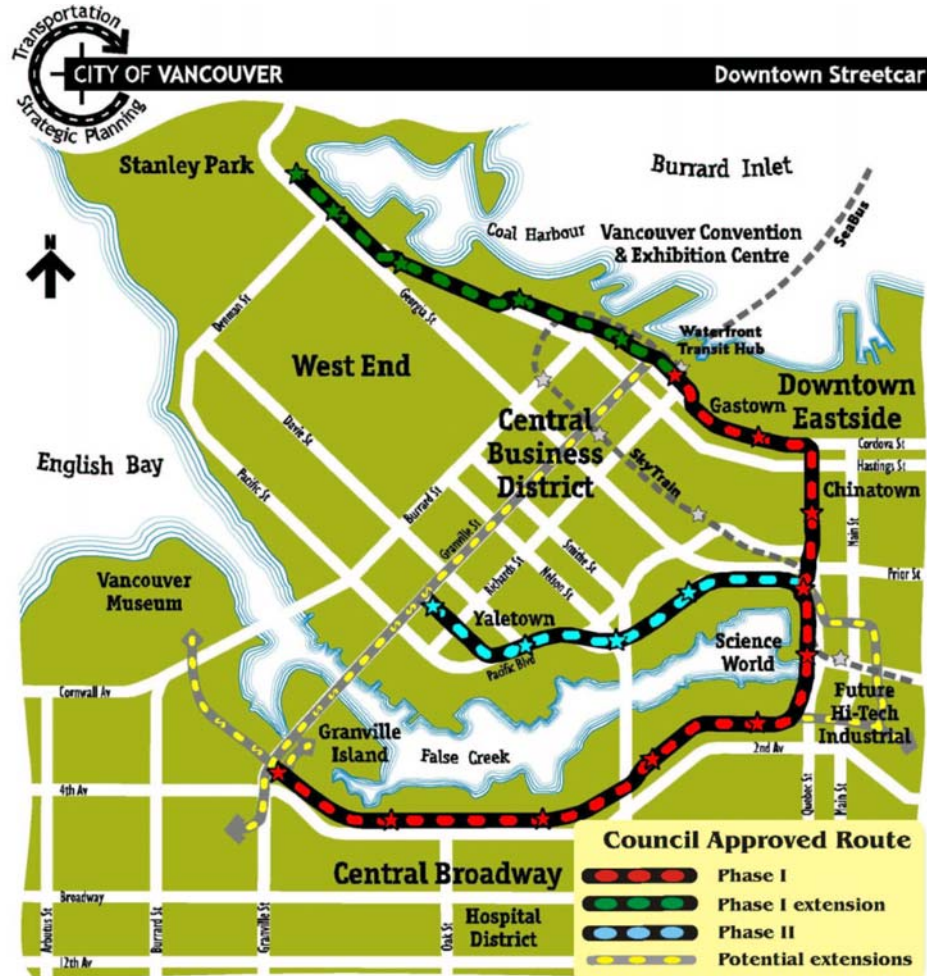 Transportation
Strategic Planning
CITY OF VANCOUVER
Downtown Streetcar
Stanley Park
Burrard Inlet
SeaBus
Coal Harbour
Vancouver Convention
& Exhibition Centre
N
Denman St
Georgia St
Waterfront
Transit Hub
West End
Downtown
Eastside
Gastown
Central
Business
District
Cordova St
Hastings St
Davie St
SkyTrain
English Bay
Pacific St
Burrard St
Chinatown
Main St
Granville St
Smithe St
Nelson St
Richards St
Prior St
Vancouver
Museum
Yaletown
Pacific Blvd
Science
World
Cornwall Av
Future
Hi-Tech
Industrial
Granville
Island
False Creek
2nd Av
4th Av
Quebec St
Main St
Central Broadway
Broadway
Hospital
District
Arbutus St
Burrard St
Granville St
Oak St
12th Av
Council Approved Route
Phase I
Phase I extension
Phase II
Potential extensions